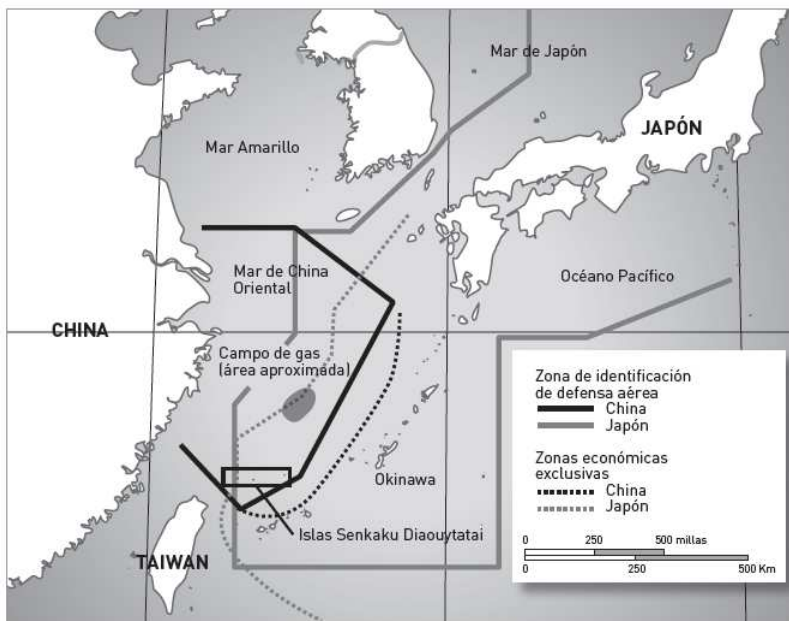 Mar de Japón
JAPÓN
Mar Amarillo
Mar de China
Oriental
Océano Pacífico
CHINA
Campo de gas
(área aproximada)
Okinawa
Islas Senkaku Diaouytatai
TAIWAN
Zona de identificación
de defensa aérea
China
Japón
Zonas económicas
exclusivas
China
Japón
0 250 500 millas
0 250 500 Km